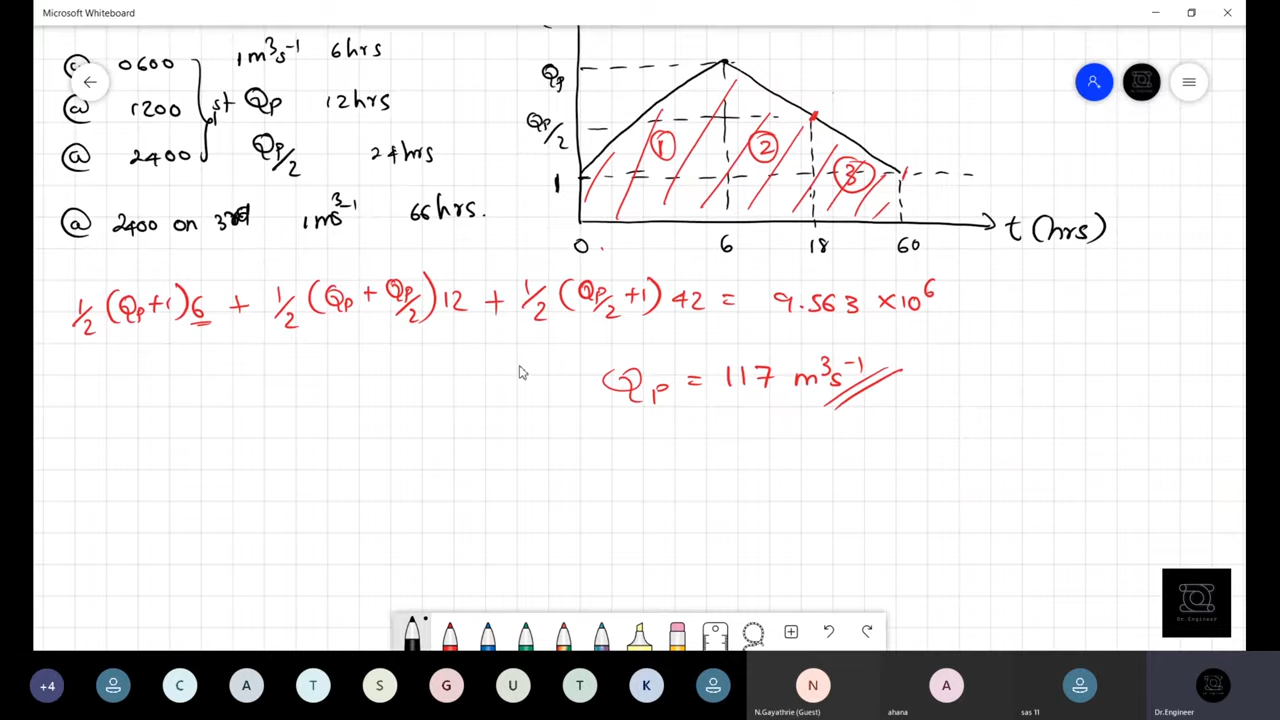 Microsoft Whiteboard
@ 0600 1m³s⁻¹ 6hrs
@ 1200 1st Qp 12hrs
@ 2400 Qp/2 24hrs
@ 2400 on 3rd 66hrs.
Qp
Qp/2
1
1 2 3
0 6 18 60 t (hrs)
1/2 (Qp+1)6 + 1/2 (Qp + Qp/2)12 + 1/2 (Qp/2 +1) 42 = 9.563 ×10⁶
Qp = 117 m³s⁻¹
Dr.Engineer
+4 C A T S G U T K N A
N.Gayathrie (Guest) ahana sas 11 Dr.Engineer